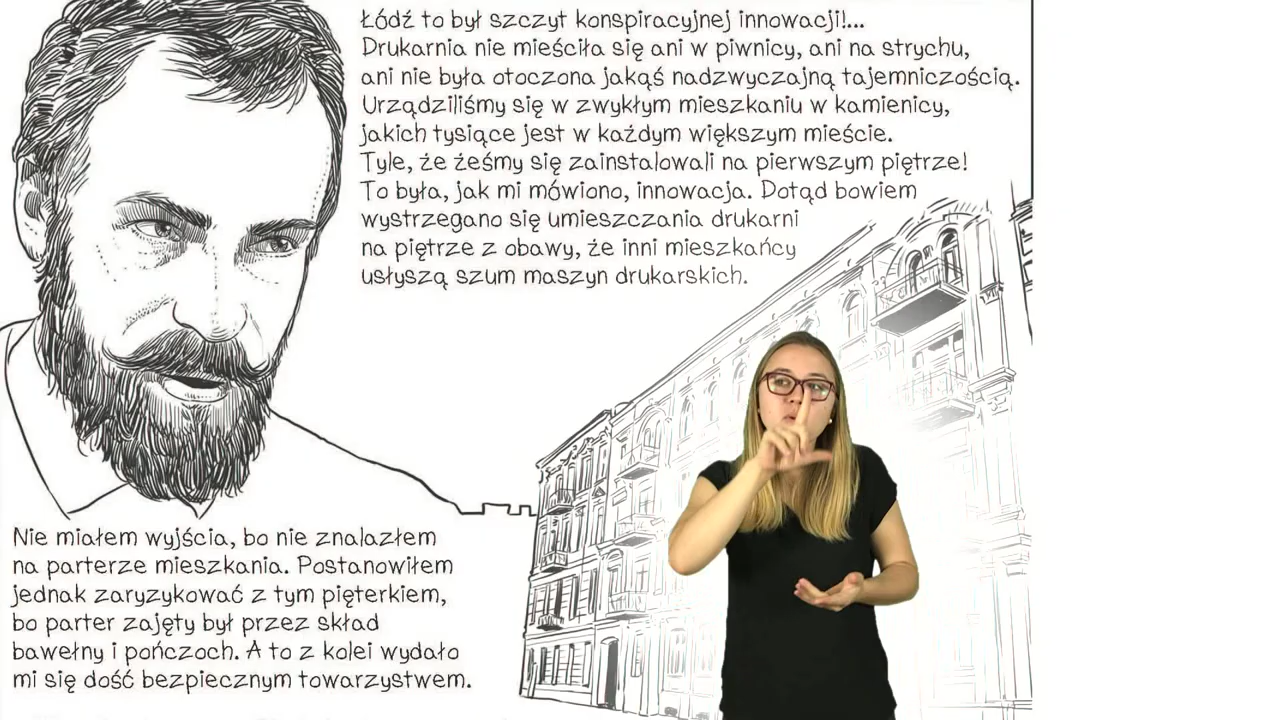 Łódź to był szczyt konspiracyjnej innowacji!...
Drukarnia nie mieściła się ani w piwnicy, ani na strychu,
ani nie była otoczona jakąś nadzwyczajną tajemniczością.
Urządziliśmy się w zwykłym mieszkaniu w kamienicy,
jakich tysiące jest w każdym większym mieście.
Tyle, że żeśmy się zainstalowali na pierwszym piętrze!
To była, jak mi mówiono, innowacja. Dotąd bowiem
wystrzegano się umieszczania drukarni
na piętrze z obawy, że inni mieszkańcy
usłyszą szum maszyn drukarskich.
Nie miałem wyjścia, bo nie znalazłem
na parterze mieszkania. Postanowiłem
jednak zaryzykować z tym pięterkiem,
bo parter zajęty był przez skład
bawełny i pończoch. A to z kolei wydało
mi się dość bezpiecznym towarzystwem.